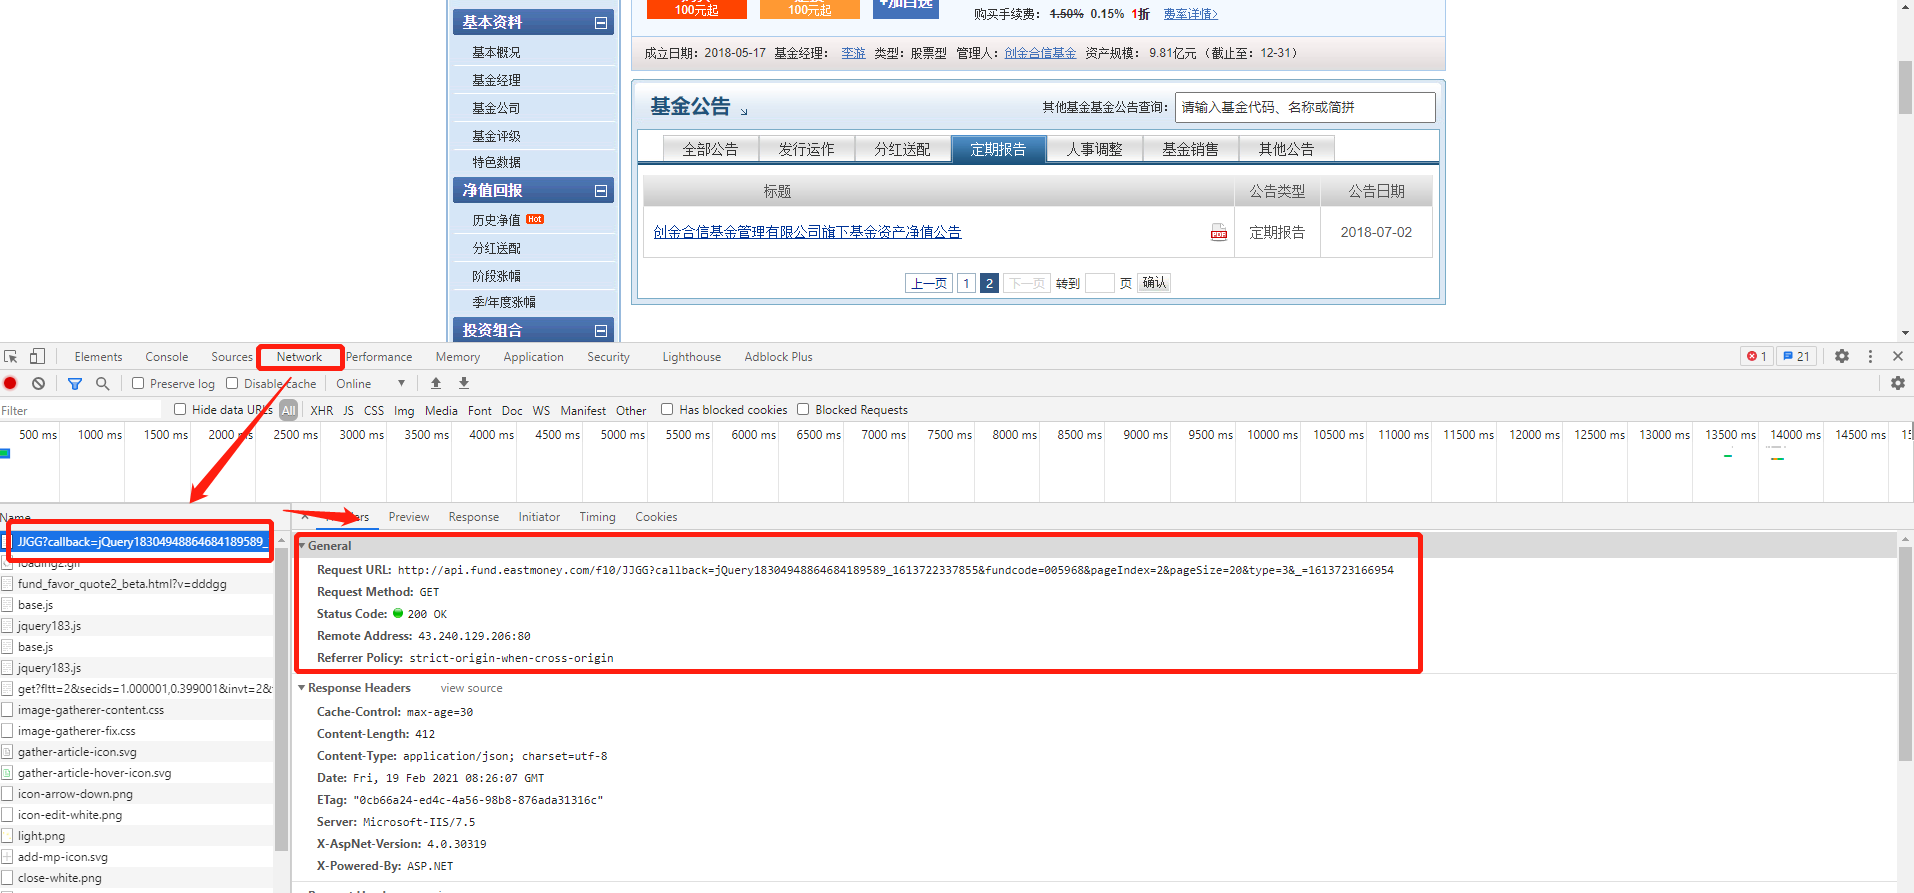 基本资料
基本概况
基金经理
基金公司
基金评级
特色数据
净值回报
历史净值 Hot
分红送配
阶段涨幅
季/年度涨幅
投资组合
100元起
100元起
+加自选
购买手续费： 1.50% 0.15% 1折 费率详情>
成立日期：2018-05-17 基金经理： 李游 类型：股票型 管理人：创金合信基金 资产规模： 9.81亿元（截止至：12-31）
基金公告
其他基金基金公告查询： 请输入基金代码、名称或简拼
全部公告 发行运作 分红送配 定期报告 人事调整 基金销售 其他公告
标题 公告类型 公告日期
创金合信基金管理有限公司旗下基金资产净值公告 PDF 定期报告 2018-07-02
上一页 1 2 下一页 转到 页 确认
Elements Console Sources Network Performance Memory Application Security Lighthouse Adblock Plus 1 21
Preserve log Disable cache Online
Filter Hide data URLs All XHR JS CSS Img Media Font Doc WS Manifest Other Has blocked cookies Blocked Requests
500 ms 1000 ms 1500 ms 2000 ms 2500 ms 3000 ms 3500 ms 4000 ms 4500 ms 5000 ms 5500 ms 6000 ms 6500 ms 7000 ms 7500 ms 8000 ms 8500 ms 9000 ms 9500 ms 10000 ms 10500 ms 11000 ms 11500 ms 12000 ms 12500 ms 13000 ms 13500 ms 14000 ms 14500 ms
Name
JJGG?callback=jQuery18304948864684189589_
loading2.gif
fund_favor_quote2_beta.html?v=dddgg
base.js
jquery183.js
base.js
jquery183.js
get?fltt=2&secids=1.000001,0.399001&invt=2&
image-gatherer-content.css
image-gatherer-fix.css
gather-article-icon.svg
gather-article-hover-icon.svg
icon-arrow-down.png
icon-edit-white.png
light.png
add-mp-icon.svg
close-white.png
Headers Preview Response Initiator Timing Cookies
General
Request URL: http://api.fund.eastmoney.com/f10/JJGG?callback=jQuery18304948864684189589_1613722337855&fundcode=005968&pageIndex=2&pageSize=20&type=3&_=1613723166954
Request Method: GET
Status Code: 200 OK
Remote Address: 43.240.129.206:80
Referrer Policy: strict-origin-when-cross-origin
Response Headers view source
Cache-Control: max-age=30
Content-Length: 412
Content-Type: application/json; charset=utf-8
Date: Fri, 19 Feb 2021 08:26:07 GMT
ETag: "0cb66a24-ed4c-4a56-98b8-876ada31316c"
Server: Microsoft-IIS/7.5
X-AspNet-Version: 4.0.30319
X-Powered-By: ASP.NET